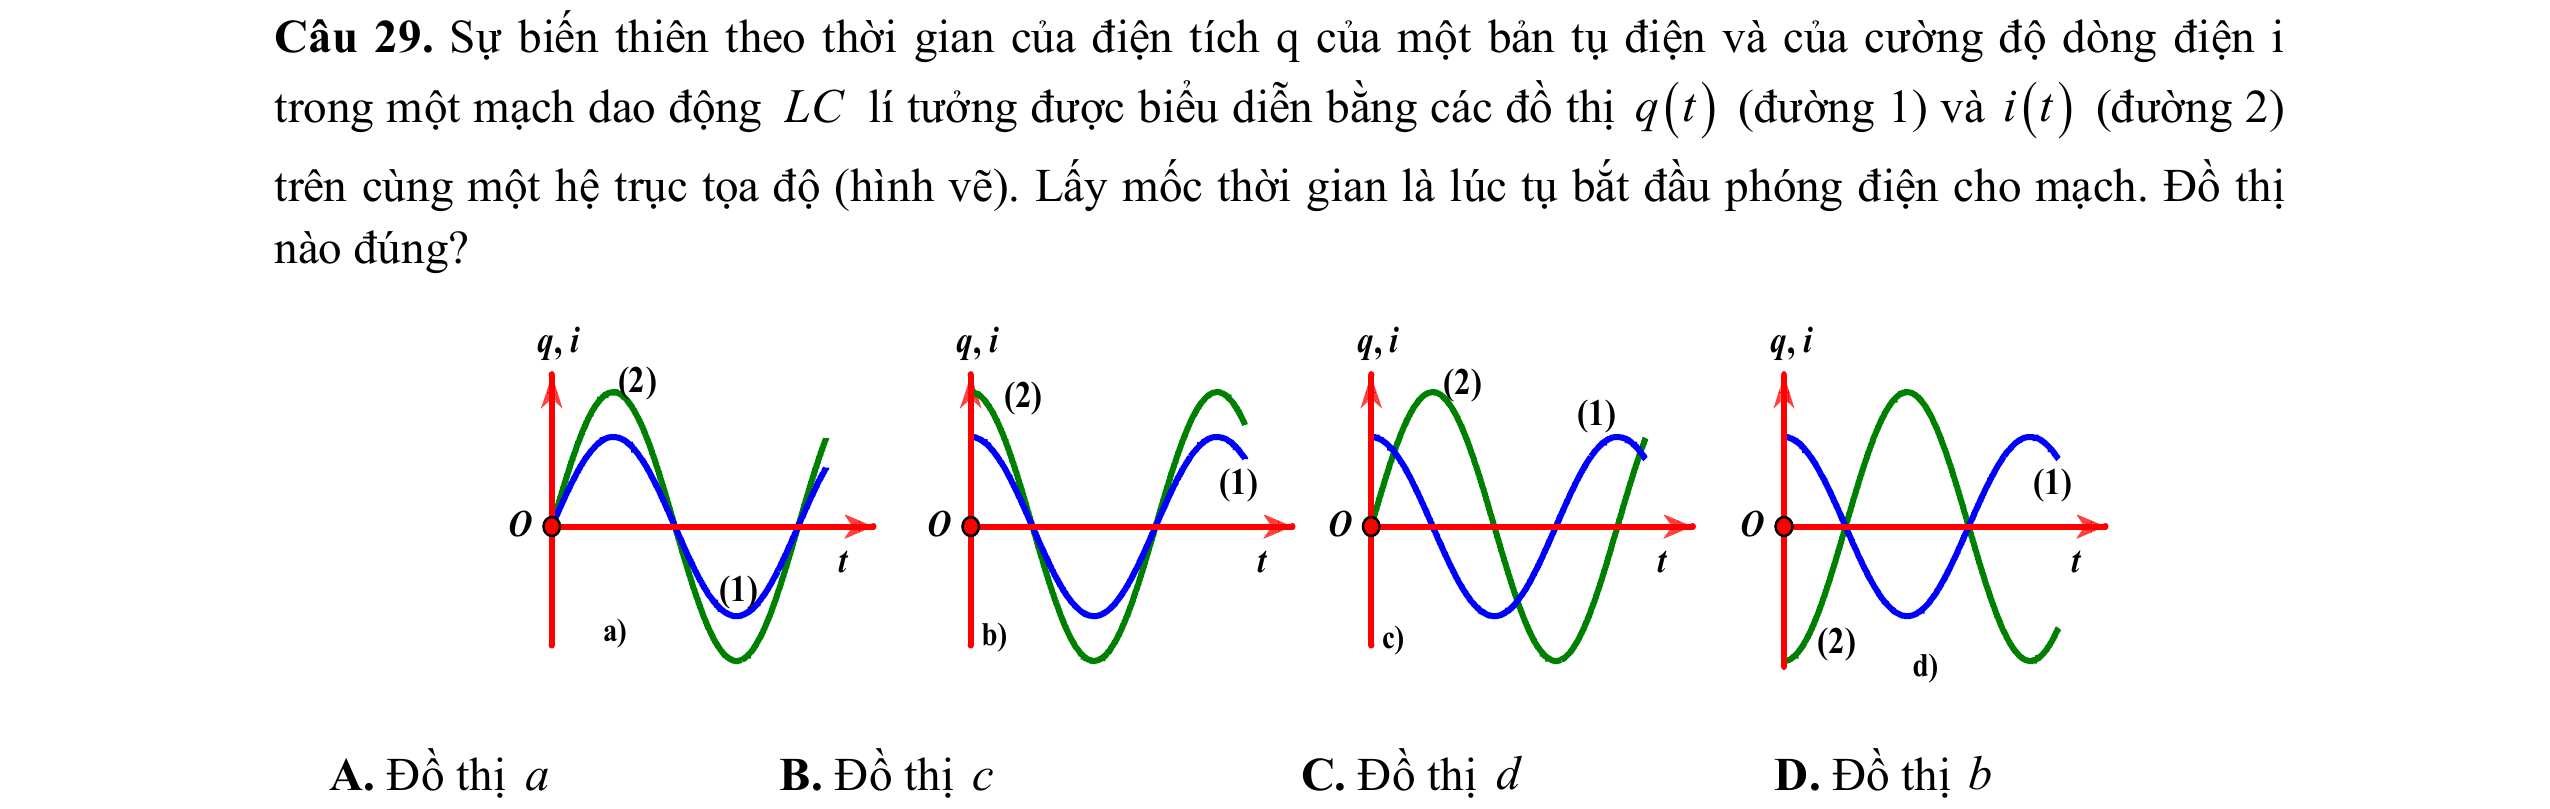 Câu 29. Sự biến thiên theo thời gian của điện tích q của một bản tụ điện và của cường độ dòng điện i
trong một mạch dao động LC lí tưởng được biểu diễn bằng các đồ thị q(t) (đường 1) và i(t) (đường 2)
trên cùng một hệ trục tọa độ (hình vẽ). Lấy mốc thời gian là lúc tụ bắt đầu phóng điện cho mạch. Đồ thị
nào đúng?
q, i (2) O t (1) a)
q, i (2) O (1) t b)
q, i (2) (1) O t c)
q, i O (1) t (2) d)
A. Đồ thị a B. Đồ thị c C. Đồ thị d D. Đồ thị b